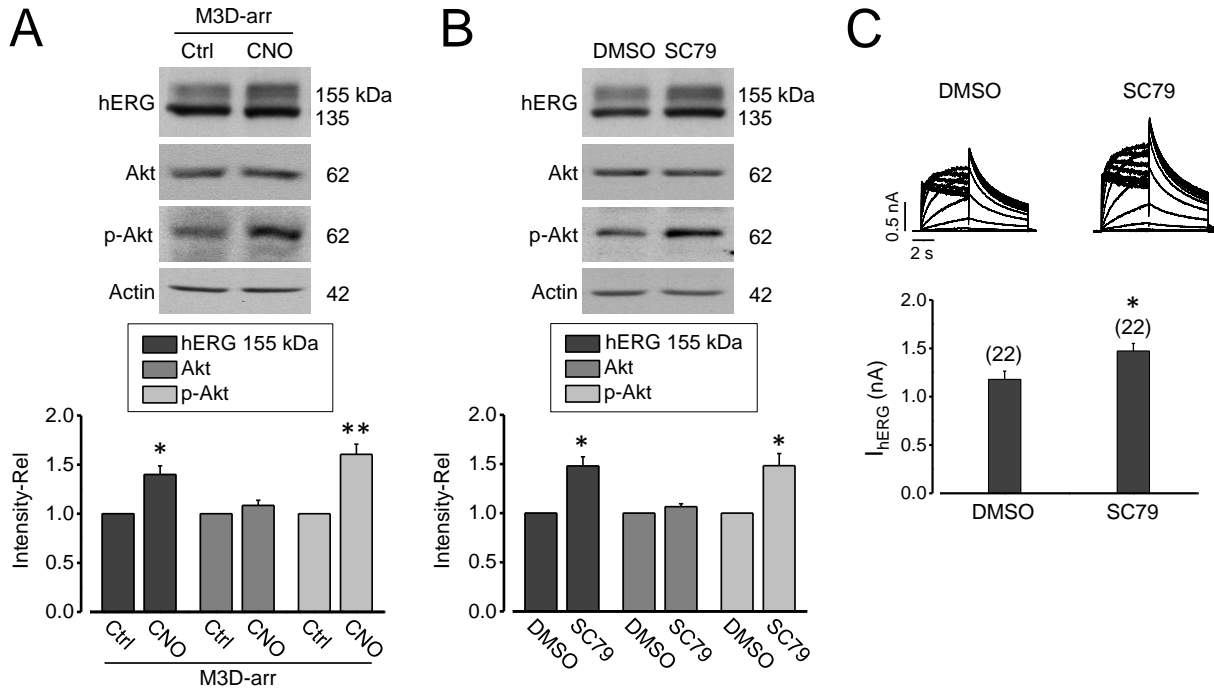 A
M3D-arr
Ctrl CNO
hERG
155 kDa
135
Akt
62
p-Akt
62
Actin
42
hERG 155 kDa
Akt
p-Akt
Intensity-Rel
2.0
1.5
1.0
0.5
0.0
*
**
Ctrl CNO Ctrl CNO Ctrl CNO
M3D-arr
B
DMSO SC79
hERG
155 kDa
135
Akt
62
p-Akt
62
Actin
42
hERG 155 kDa
Akt
p-Akt
Intensity-Rel
2.0
1.5
1.0
0.5
0.0
*
*
DMSO SC79 DMSO SC79 DMSO SC79
C
DMSO SC79
0.5 nA
2 s
IhERG (nA)
2.0
1.5
1.0
0.5
0.0
*
(22) (22)
DMSO SC79